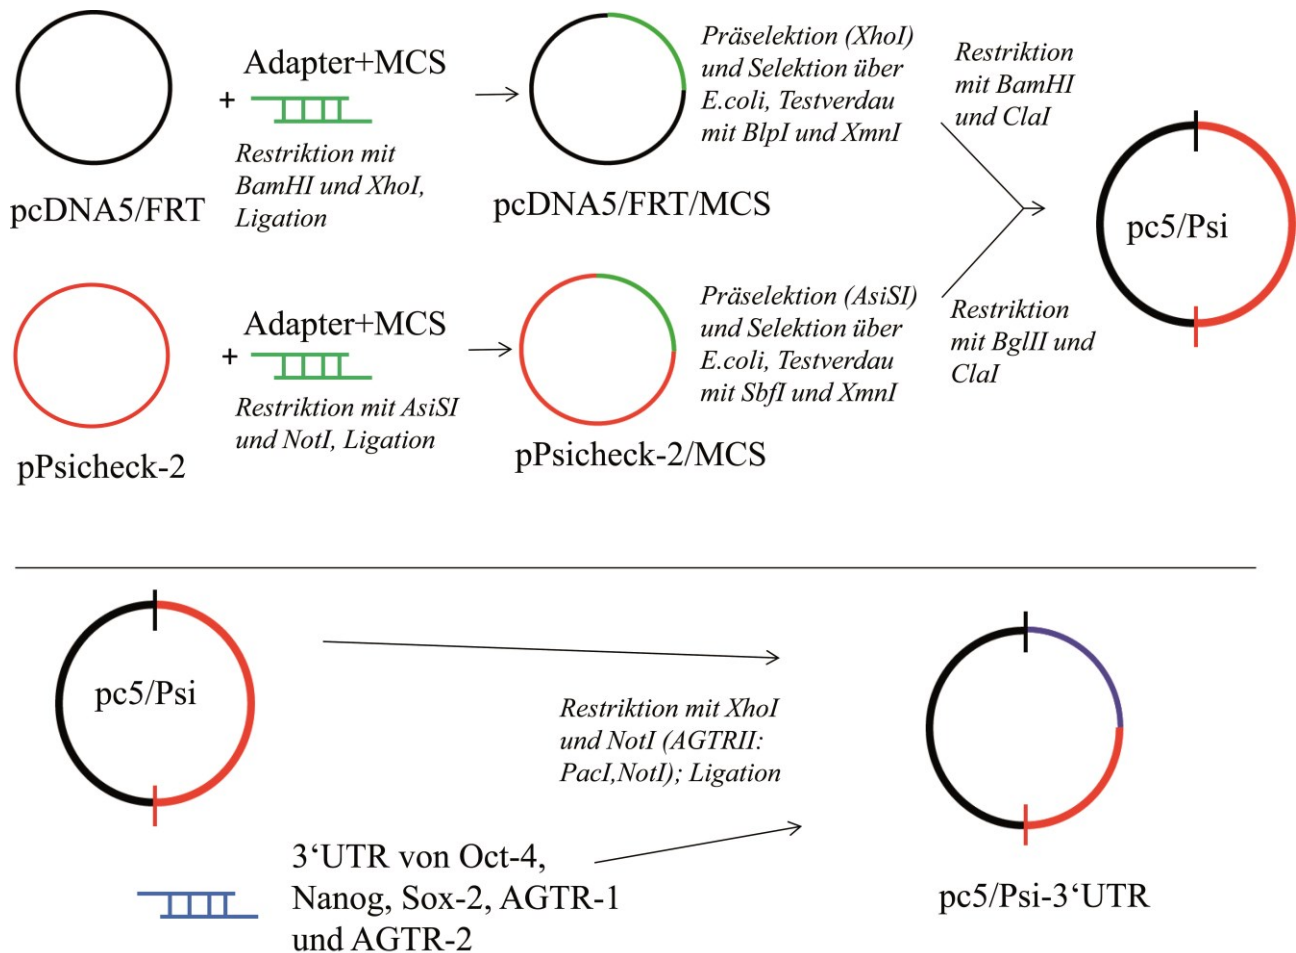 Adapter+MCS
+
Restriktion mit
BamHI und XhoI,
Ligation
pcDNA5/FRT
pcDNA5/FRT/MCS
Präselektion (XhoI)
und Selektion über
E.coli, Testverdau
mit BlpI und XmnI
Restriktion
mit BamHI
und ClaI
pc5/Psi
Adapter+MCS
+
Restriktion mit AsiSI
und NotI, Ligation
pPsicheck-2
pPsicheck-2/MCS
Präselektion (AsiSI)
und Selektion über
E.coli, Testverdau
mit SbfI und XmnI
Restriktion
mit BglII und
ClaI
pc5/Psi
Restriktion mit XhoI
und NotI (AGTRII:
PacI,NotI); Ligation
3‘UTR von Oct-4,
Nanog, Sox-2, AGTR-1
und AGTR-2
pc5/Psi-3‘UTR